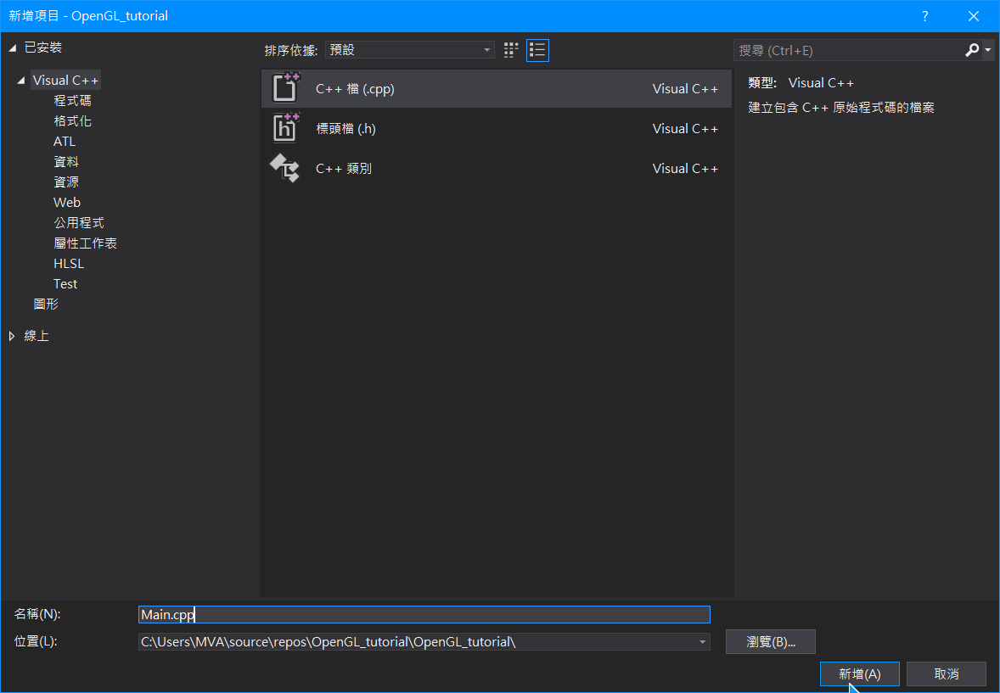 新增項目 - OpenGL_tutorial
?
已安裝
Visual C++
程式碼
格式化
ATL
資料
資源
Web
公用程式
屬性工作表
HLSL
Test
圖形
線上
排序依據: 預設
C++ 檔 (.cpp) Visual C++
標頭檔 (.h) Visual C++
C++ 類別 Visual C++
搜尋 (Ctrl+E)
類型: Visual C++
建立包含 C++ 原始程式碼的檔案
名稱(N): Main.cpp
位置(L): C:\Users\MVA\source\repos\OpenGL_tutorial\OpenGL_tutorial\
瀏覽(B)...
新增(A) 取消